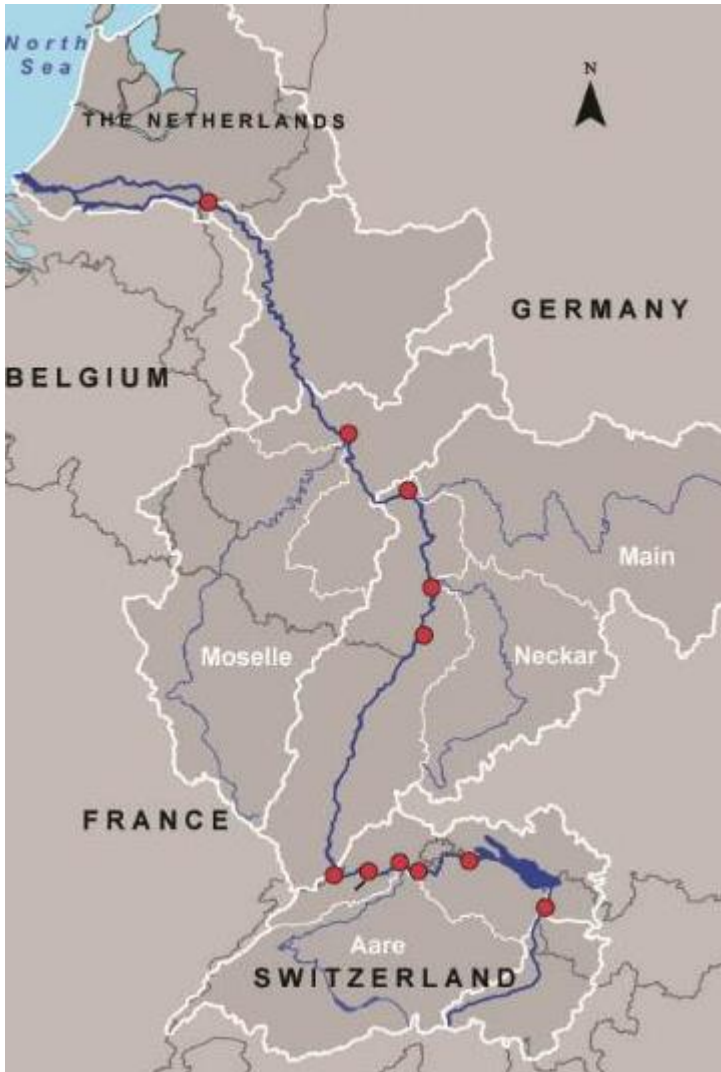 North
Sea
N
THE NETHERLANDS
GERMANY
BELGIUM
Main
Moselle
Neckar
FRANCE
Aare
SWITZERLAND